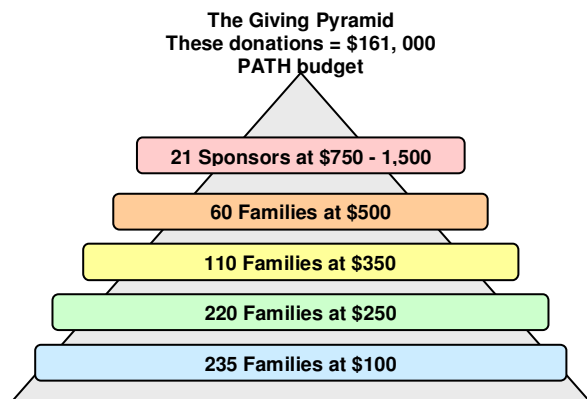 The Giving Pyramid
These donations = $161, 000
PATH budget
21 Sponsors at $750 - 1,500
60 Families at $500
110 Families at $350
220 Families at $250
235 Families at $100